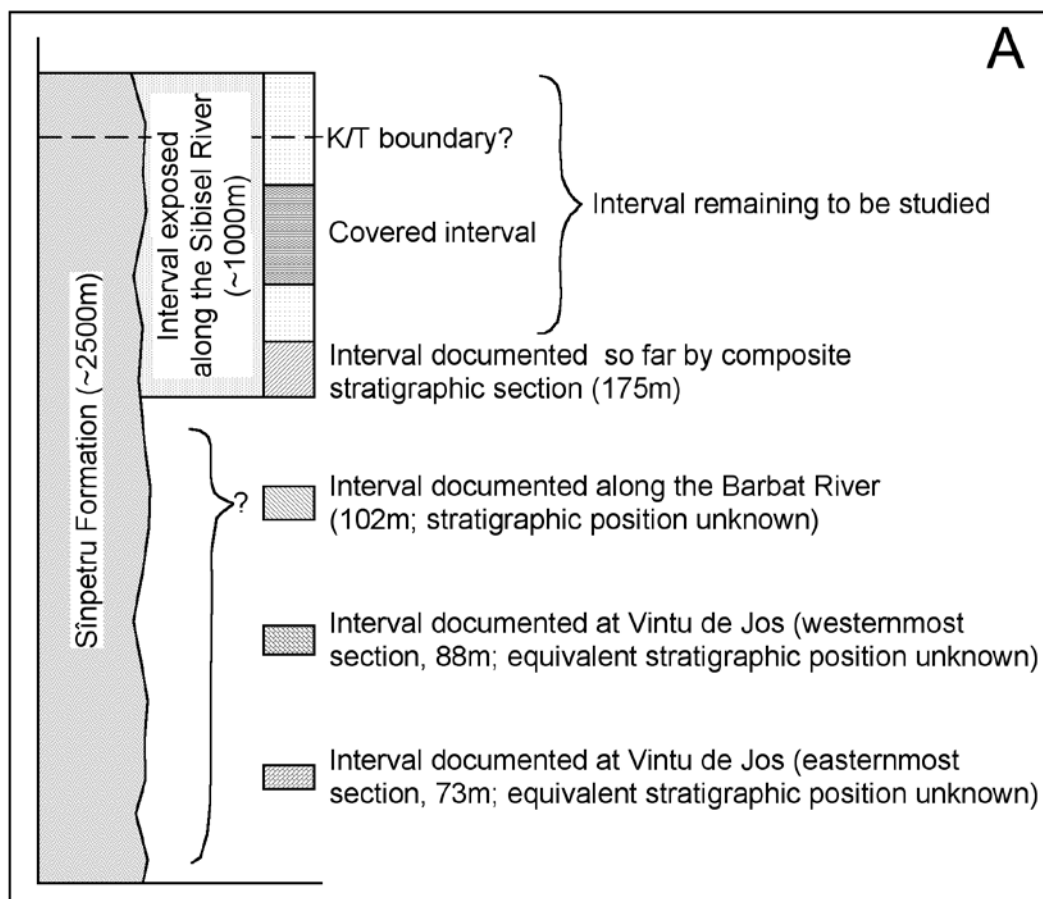 A
Sînpetru Formation (~2500m)
Interval exposed
along the Sibisel River
(~1000m)
K/T boundary?
Covered interval
Interval remaining to be studied
Interval documented so far by composite
stratigraphic section (175m)
?
Interval documented along the Barbat River
(102m; stratigraphic position unknown)
Interval documented at Vintu de Jos (westernmost
section, 88m; equivalent stratigraphic position unknown)
Interval documented at Vintu de Jos (easternmost
section, 73m; equivalent stratigraphic position unknown)